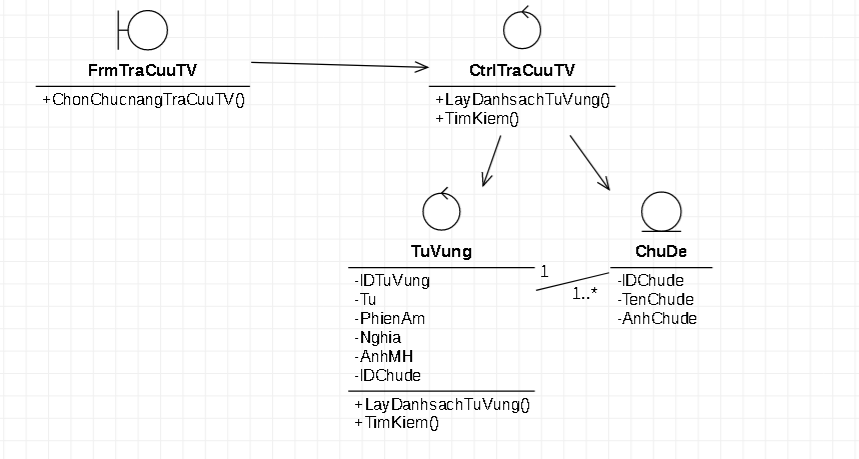 FrmTraCuuTV
+ChonChucnangTraCuuTV()
CtrlTraCuuTV
+LayDanhsachTuVung()
+TimKiem()
TuVung
-IDTuVung
-Tu
-PhienAm
-Nghia
-AnhMH
-IDChude
+LayDanhsachTuVung()
+TimKiem()
1
1..*
ChuDe
-IDChude
-TenChude
-AnhChude